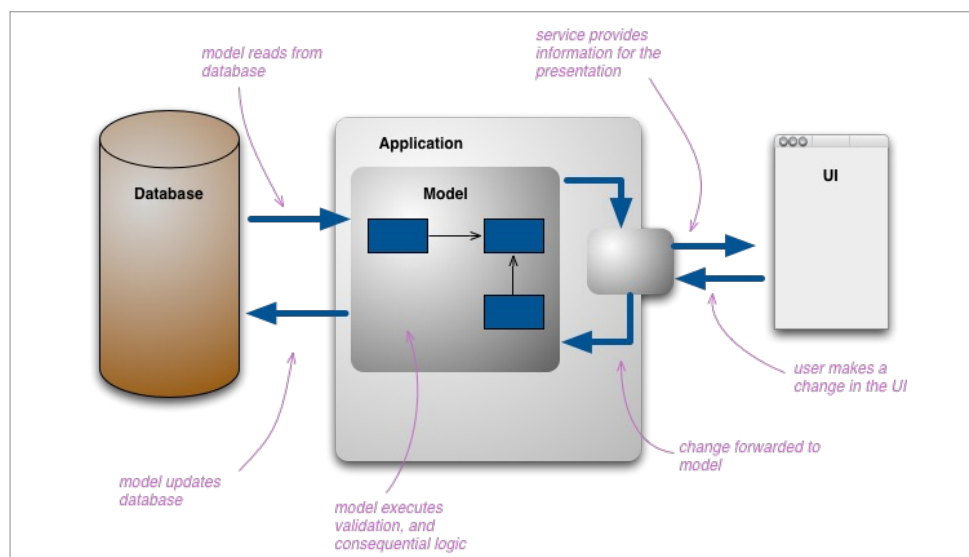 service provides
information for the
presentation
model reads from
database
Application
Database
Model
UI
user makes a
change in the UI
change forwarded to
model
model updates
database
model executes
validation, and
consequential logic